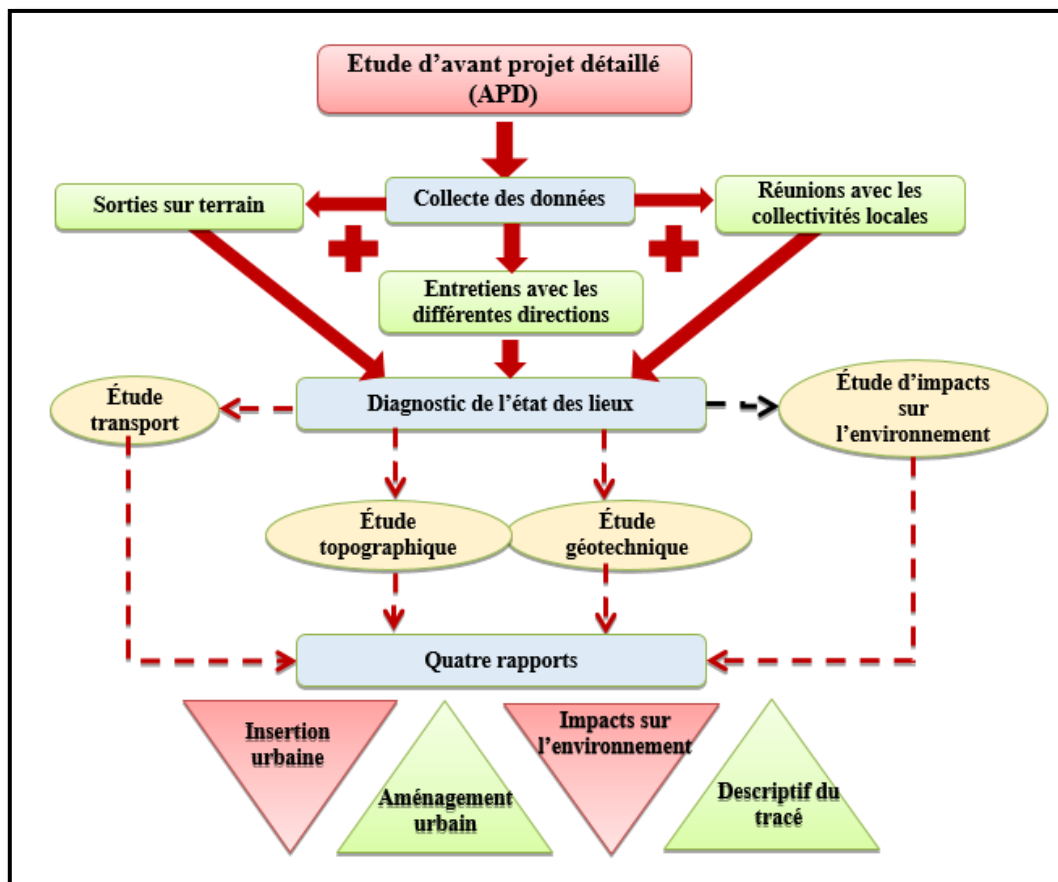 Etude d’avant projet détaillé
(APD)
Collecte des données
Sorties sur terrain
Réunions avec les
collectivités locales
Entretiens avec les
différentes directions
Diagnostic de l’état des lieux
Étude
transport
Étude d’impacts
sur
l’environnement
Étude
topographique
Étude
géotechnique
Quatre rapports
Insertion
urbaine
Aménagement
urbain
Impacts sur
l’environnement
Descriptif du
tracé